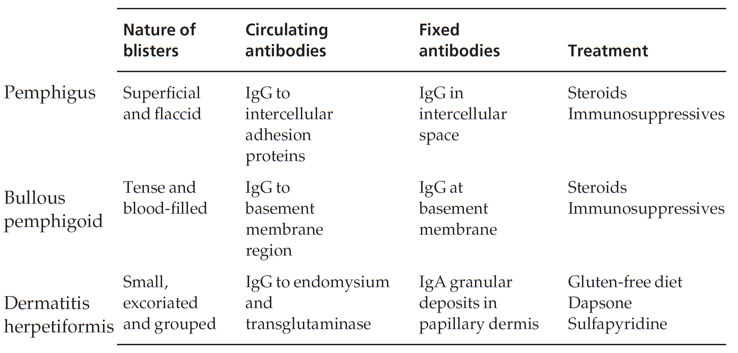 Nature of blisters Circulating antibodies Fixed antibodies Treatment
Pemphigus Superficial and flaccid IgG to intercellular adhesion proteins IgG in intercellular space Steroids Immunosuppressives
Bullous pemphigoid Tense and blood-filled IgG to basement membrane region IgG at basement membrane Steroids Immunosuppressives
Dermatitis herpetiformis Small, excoriated and grouped IgG to endomysium and transglutaminase IgA granular deposits in papillary dermis Gluten-free diet Dapsone Sulfapyridine